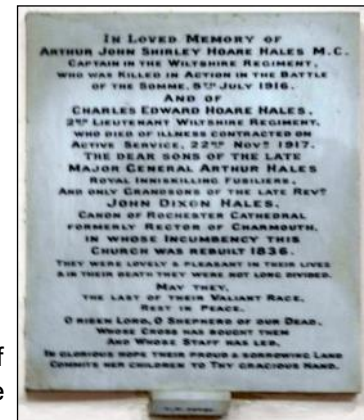 In Loved Memory of
Arthur John Shirley Hoare Hales M.C.
Captain in the Wiltshire Regiment,
who was Killed in Action in the Battle
of the Somme, 5th July 1916.
And of
Charles Edward Hoare Hales,
2nd Lieutenant Wiltshire Regiment,
who died of illness contracted on
Active Service, 22nd Novr 1917.
The dear sons of the late
Major General Arthur Hales
Royal Inniskilling Fusiliers,
And only Grandsons of the late Revd
John Dixon Hales,
Canon of Rochester Cathedral
formerly Rector of Charmouth,
in whose Incumbency this
Church was rebuilt 1836.
They were lovely & pleasant in their lives
& in their death they were not long divided.
May they,
the last of their Valiant Race,
Rest in Peace.
O risen Lord, O Shepherd of our Dead,
Whose Cross has bought them
And Whose Staff has led,
In glorious hope their proud & sorrowing Land
Commits her children to Thy gracious hand.
f
e